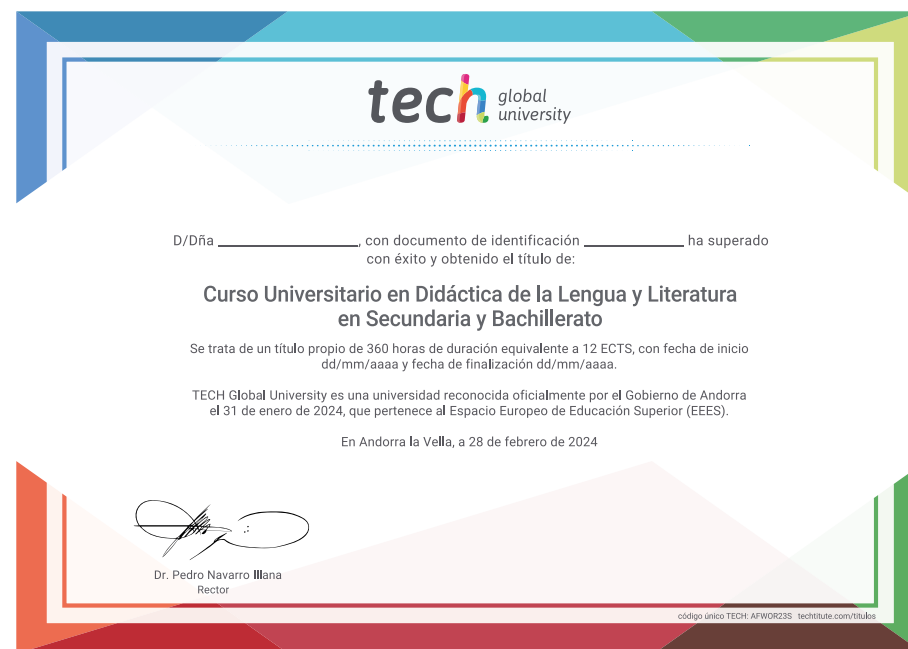 tech global university
D/Dña ____________, con documento de identificación ____________ ha superado
con éxito y obtenido el título de:
Curso Universitario en Didáctica de la Lengua y Literatura
en Secundaria y Bachillerato
Se trata de un título propio de 360 horas de duración equivalente a 12 ECTS, con fecha de inicio
dd/mm/aaaa y fecha de finalización dd/mm/aaaa.
TECH Global University es una universidad reconocida oficialmente por el Gobierno de Andorra
el 31 de enero de 2024, que pertenece al Espacio Europeo de Educación Superior (EEES).
En Andorra la Vella, a 28 de febrero de 2024
Dr. Pedro Navarro Illana
Rector
código único TECH: AFWOR23S techtitute.com/titulos